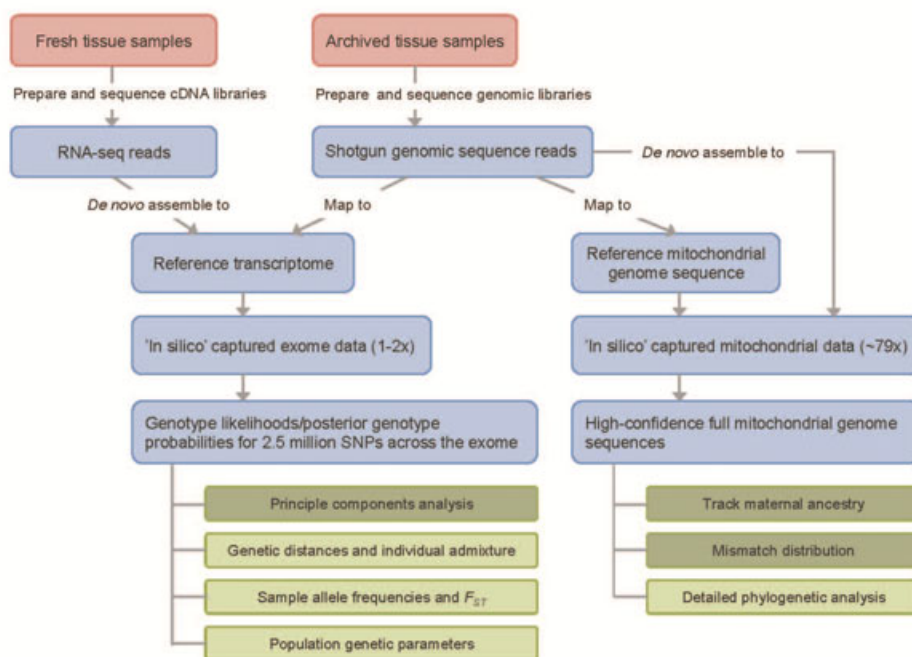 Fresh tissue samples
Archived tissue samples
Prepare and sequence cDNA libraries
Prepare and sequence genomic libraries
RNA-seq reads
Shotgun genomic sequence reads
De novo assemble to
De novo assemble to
Map to
Map to
Reference transcriptome
Reference mitochondrial
genome sequence
'In silico' captured exome data (1-2x)
'In silico' captured mitochondrial data (~79x)
Genotype likelihoods/posterior genotype
probabilities for 2.5 million SNPs across the exome
High-confidence full mitochondrial genome
sequences
Principle components analysis
Genetic distances and individual admixture
Sample allele frequencies and FST
Population genetic parameters
Track maternal ancestry
Mismatch distribution
Detailed phylogenetic analysis